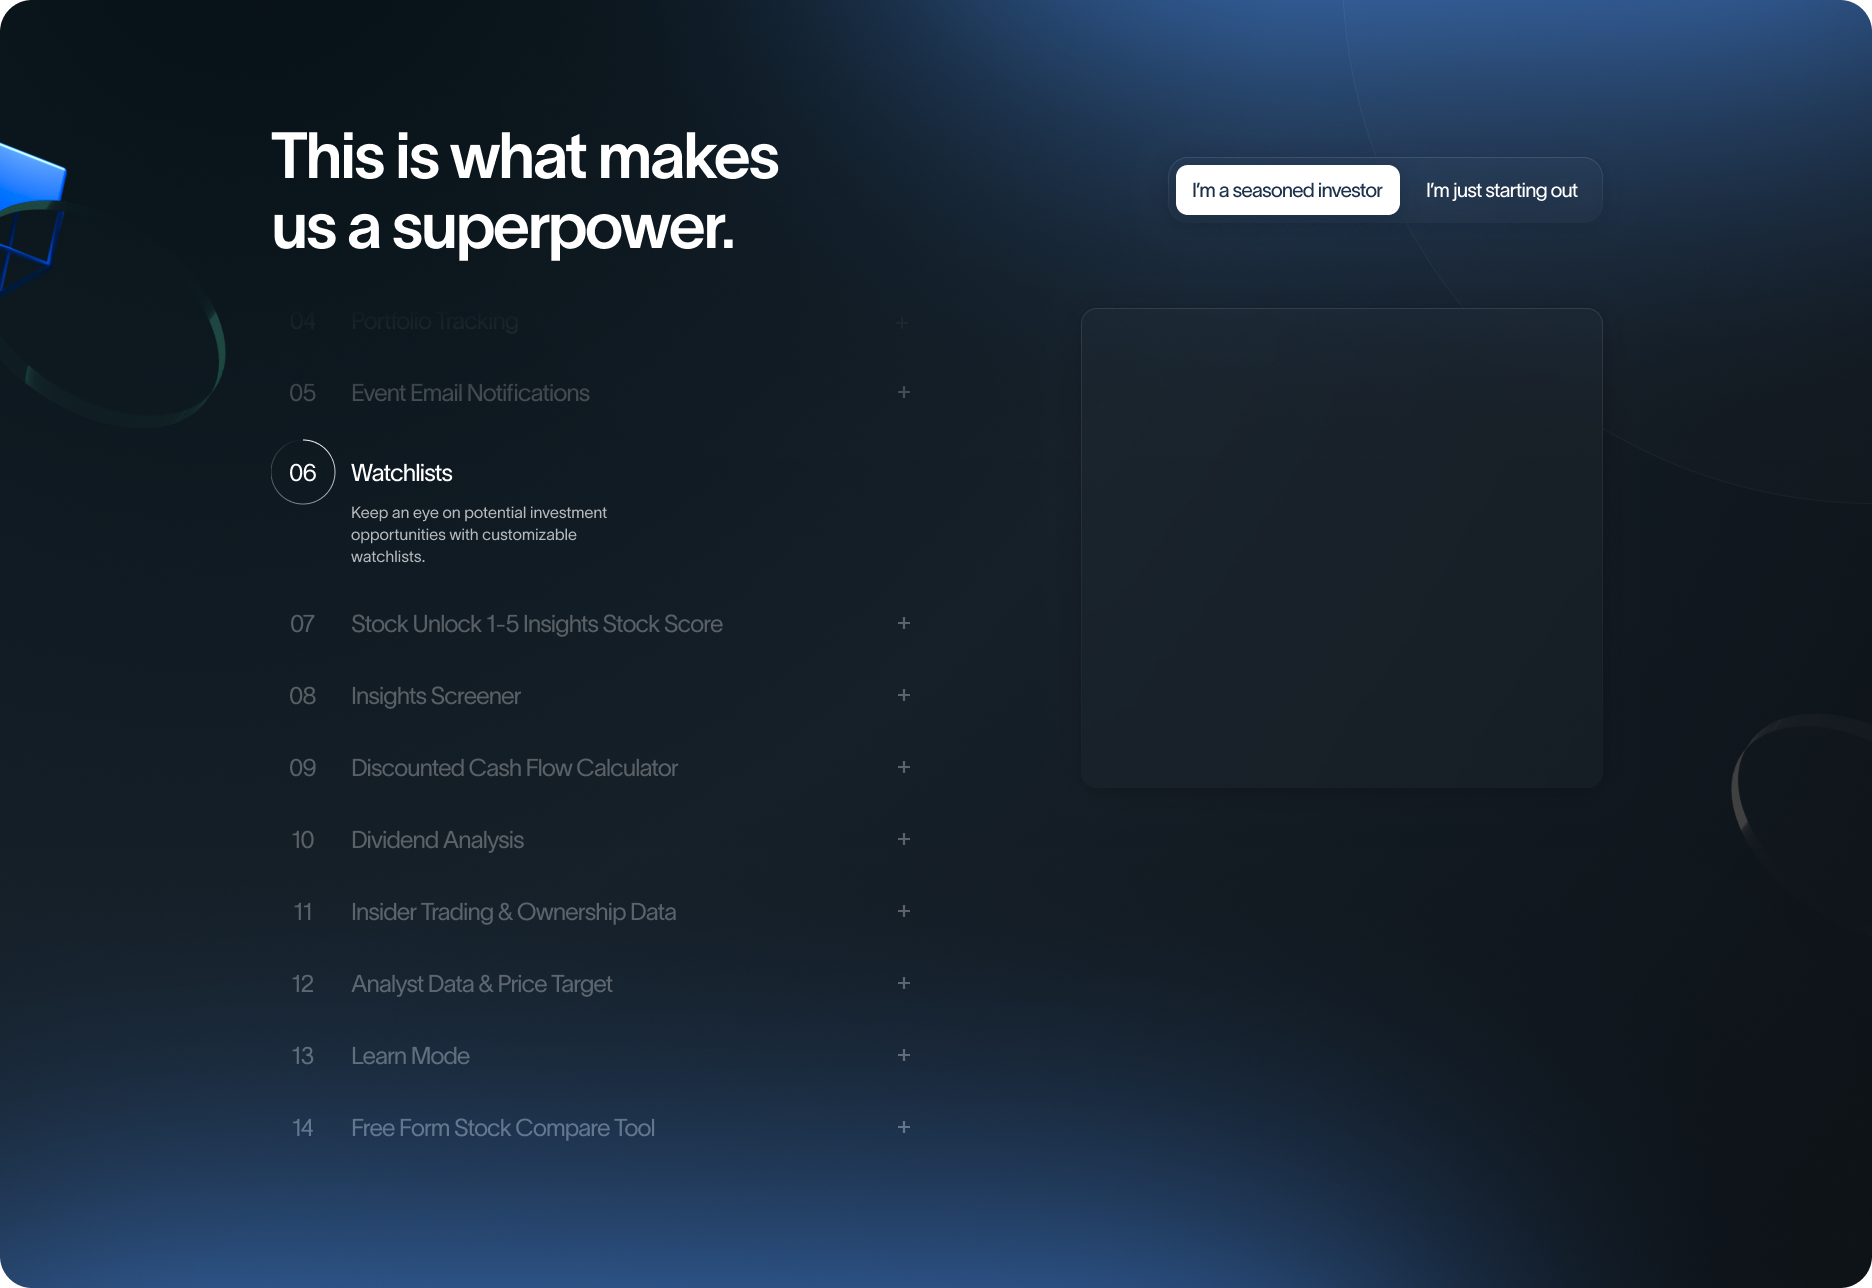 This is what makes
us a superpower.
I'm a seasoned investor
I'm just starting out
04 Portfolio Tracking +
05 Event Email Notifications +
06 Watchlists
Keep an eye on potential investment
opportunities with customizable
watchlists.
07 Stock Unlock 1-5 Insights Stock Score +
08 Insights Screener +
09 Discounted Cash Flow Calculator +
10 Dividend Analysis +
11 Insider Trading & Ownership Data +
12 Analyst Data & Price Target +
13 Learn Mode +
14 Free Form Stock Compare Tool +